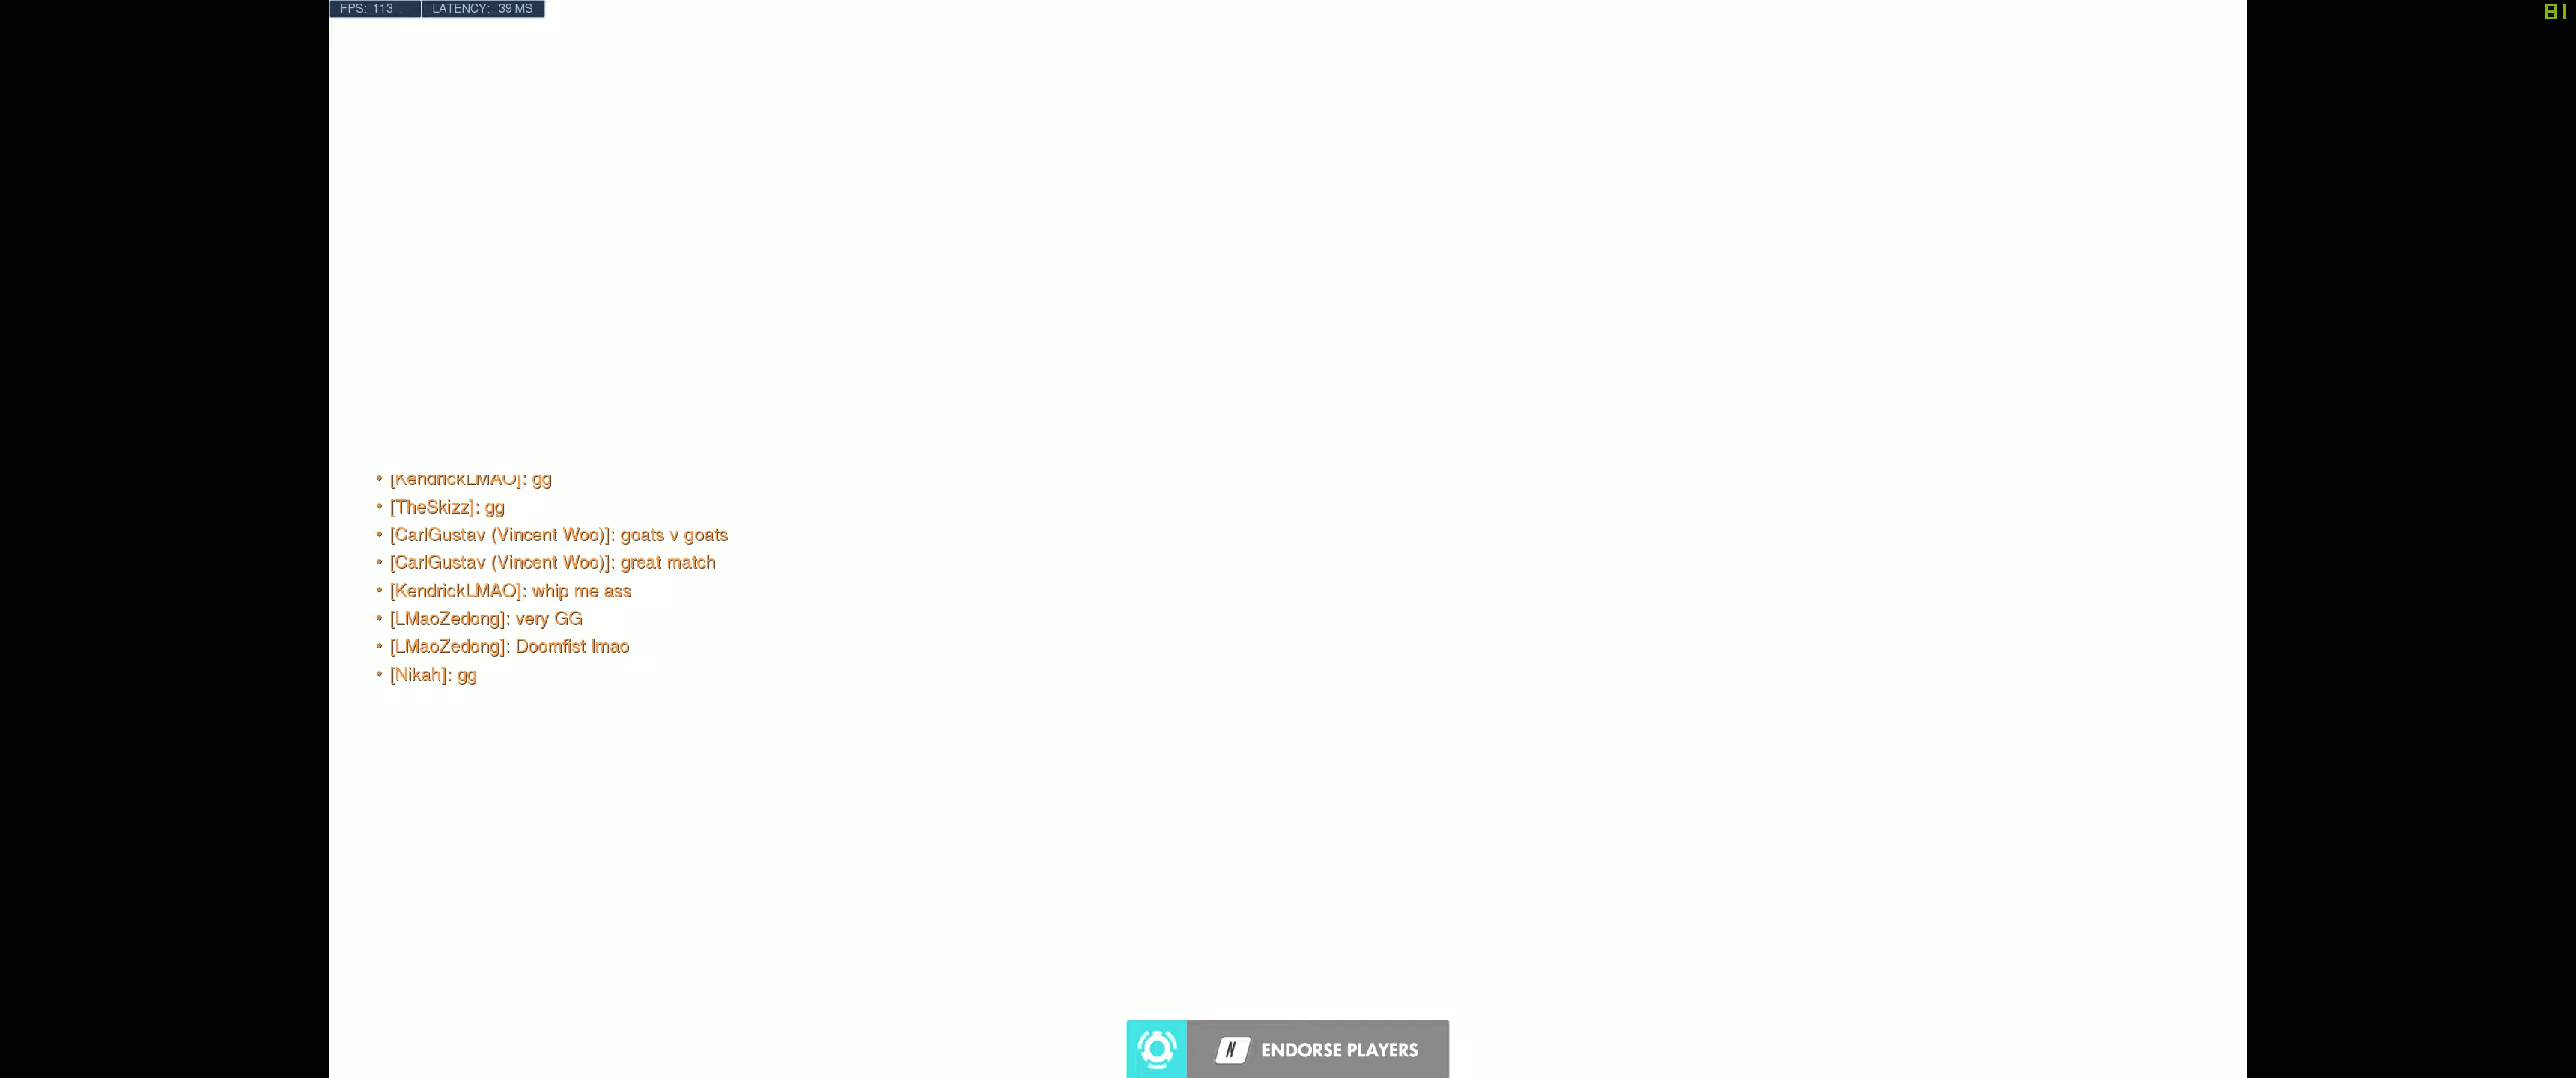 FPS: 113 LATENCY: 39 MS
81
• [KendrickLMAO]: gg
• [TheSkizz]: gg
• [CarlGustav (Vincent Woo)]: goats v goats
• [CarlGustav (Vincent Woo)]: great match
• [KendrickLMAO]: whip me ass
• [LMaoZedong]: very GG
• [LMaoZedong]: Doomfist lmao
• [Nikah]: gg
N ENDORSE PLAYERS